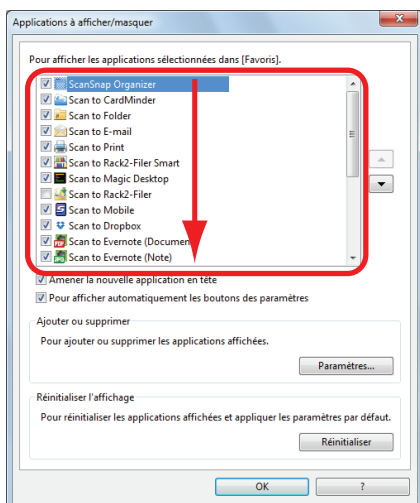 Applications à afficher/masquer
Pour afficher les applications sélectionnées dans [Favoris].
ScanSnap Organizer
Scan to CardMinder
Scan to Folder
Scan to E-mail
Scan to Print
Scan to Rack2-Filer Smart
Scan to Magic Desktop
Scan to Rack2-Filer
Scan to Mobile
Scan to Dropbox
Scan to Evernote (Documen
Scan to Evernote (Note)
Amener la nouvelle application en tête
Pour afficher automatiquement les boutons des paramètres
Ajouter ou supprimer
Pour ajouter ou supprimer les applications affichées.
Paramètres...
Réinitialiser l'affichage
Pour réinitialiser les applications affichées et appliquer les paramètres par défaut.
Réinitialiser
OK
?